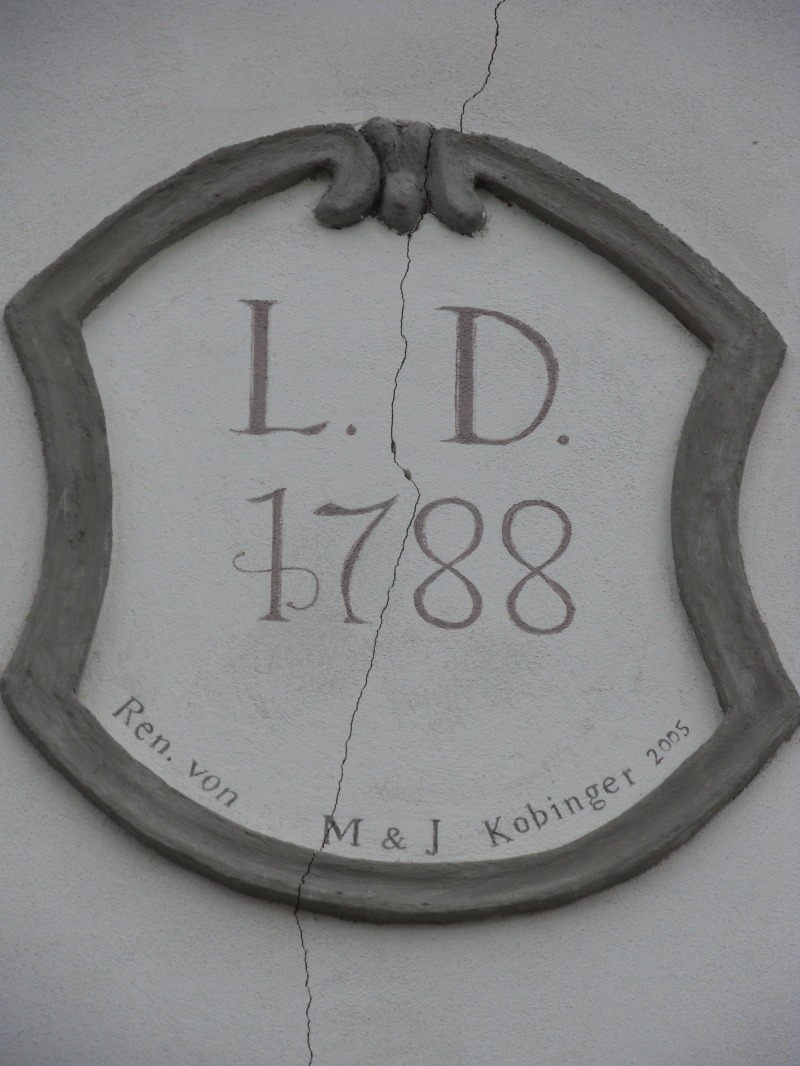 L. D.
1788
Ren. von M & J Kobinger 2005